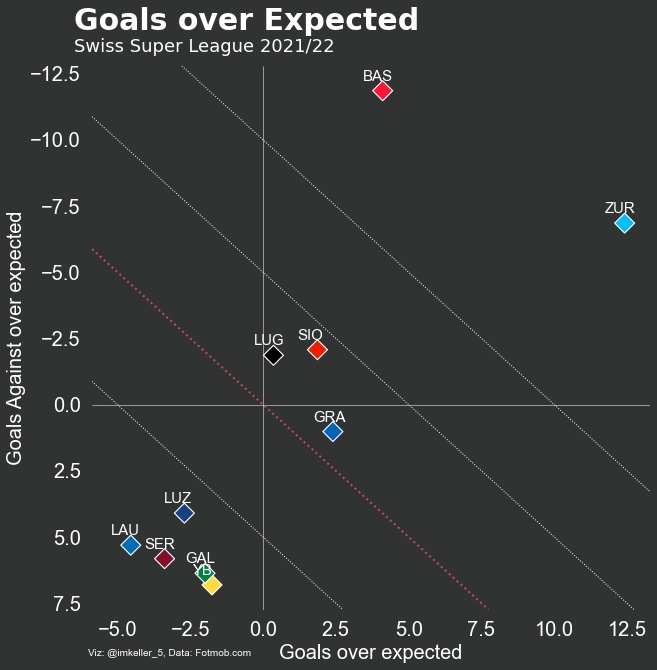 Goals over Expected
Swiss Super League 2021/22
−12.5
BAS
−10.0
−7.5
ZUR
−5.0
−2.5
LUG
SIO
0.0
GRA
2.5
LUZ
5.0
LAU
SER
GAL
YB
7.5
Goals Against over expected
−5.0 −2.5 0.0 2.5 5.0 7.5 10.0 12.5
Viz: @imkeller_5, Data: Fotmob.com
Goals over expected